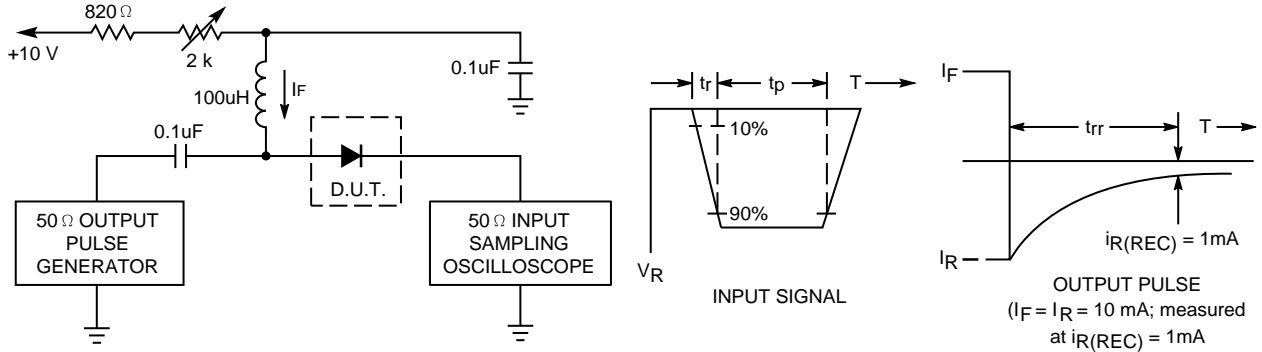 820 Ω
+10 V
2 k
100uH
IF
0.1uF
0.1uF
D.U.T.
50 Ω OUTPUT
PULSE
GENERATOR
50 Ω INPUT
SAMPLING
OSCILLOSCOPE
tr
tp
T
10%
90%
VR
INPUT SIGNAL
IF
trr
T
IR
iR(REC) = 1mA
OUTPUT PULSE
(IF = IR = 10 mA; measured
at iR(REC) = 1mA